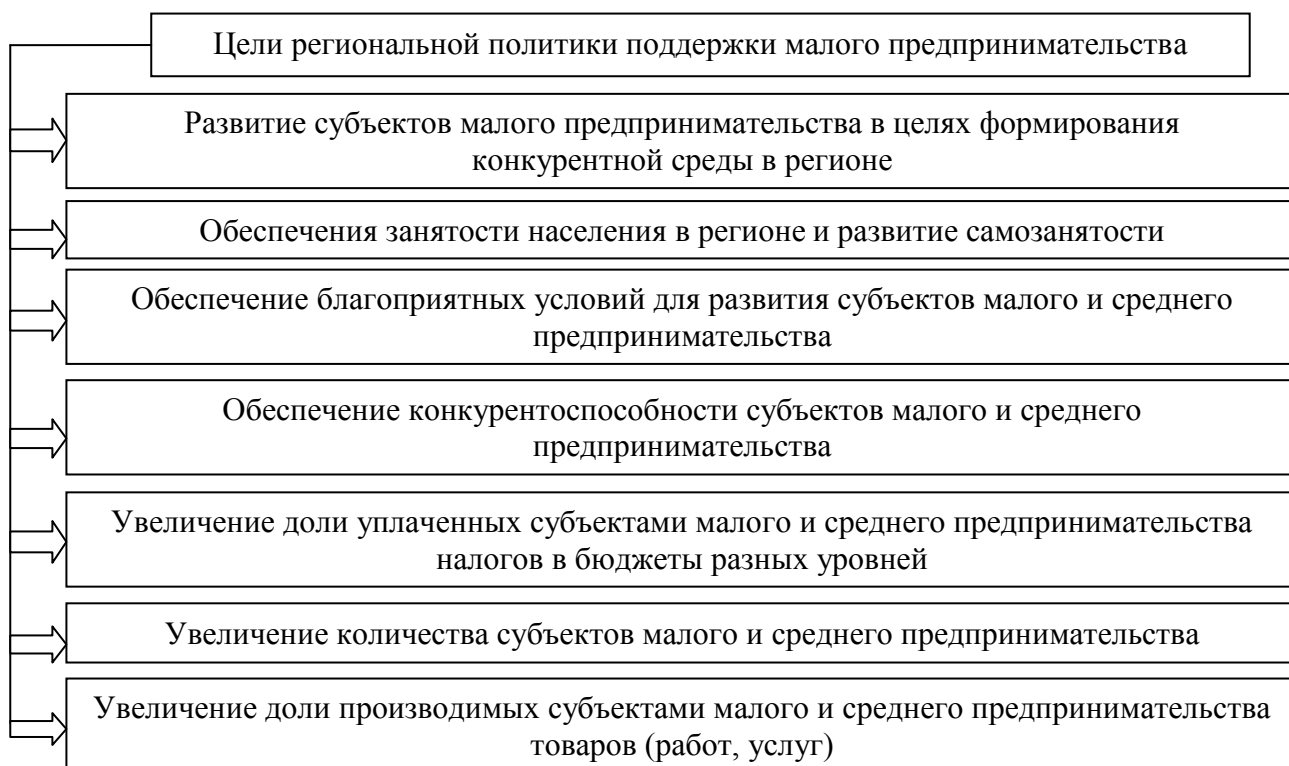 Цели региональной политики поддержки малого предпринимательства
Развитие субъектов малого предпринимательства в целях формирования
конкурентной среды в регионе
Обеспечения занятости населения в регионе и развитие самозанятости
Обеспечение благоприятных условий для развития субъектов малого и среднего
предпринимательства
Обеспечение конкурентоспособности субъектов малого и среднего
предпринимательства
Увеличение доли уплаченных субъектами малого и среднего предпринимательства
налогов в бюджеты разных уровней
Увеличение количества субъектов малого и среднего предпринимательства
Увеличение доли производимых субъектами малого и среднего предпринимательства
товаров (работ, услуг)